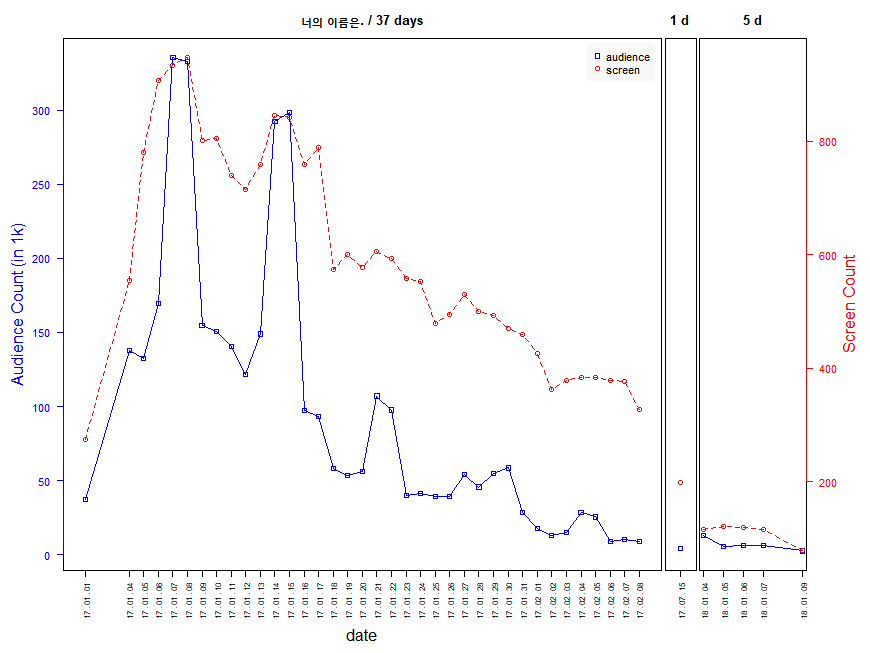 너의 이름은. / 37 days
1 d
5 d
audience
screen
Audience Count (in 1k)
300
250
200
150
100
50
0
Screen Count
800
600
400
200
17. 01. 01
17. 01. 04
17. 01. 05
17. 01. 06
17. 01. 07
17. 01. 08
17. 01. 09
17. 01. 10
17. 01. 11
17. 01. 12
17. 01. 13
17. 01. 14
17. 01. 15
17. 01. 16
17. 01. 17
17. 01. 18
17. 01. 19
17. 01. 20
17. 01. 21
17. 01. 22
17. 01. 23
17. 01. 24
17. 01. 25
17. 01. 26
17. 01. 27
17. 01. 28
17. 01. 29
17. 01. 30
17. 01. 31
17. 02. 01
17. 02. 02
17. 02. 03
17. 02. 04
17. 02. 05
17. 02. 06
17. 02. 07
17. 02. 08
17. 07. 15
18. 01. 04
18. 01. 05
18. 01. 06
18. 01. 07
18. 01. 09
date